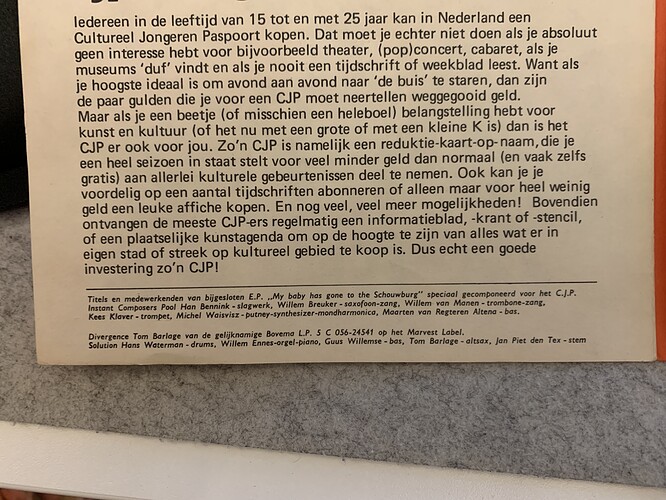 Iedereen in de leeftijd van 15 tot en met 25 jaar kan in Nederland een
Cultureel Jongeren Paspoort kopen. Dat moet je echter niet doen als je absoluut
geen interesse hebt voor bijvoorbeeld theater, (pop)concert, cabaret, als je
museums 'duf' vindt en als je nooit een tijdschrift of weekblad leest. Want als
je hoogste ideaal is om avond aan avond naar 'de buis' te staren, dan zijn
de paar gulden die je voor een CJP moet neertellen weggegooid geld.
Maar als je een beetje (of misschien een heleboel) belangstelling hebt voor
kunst en kultuur (of het nu met een grote of met een kleine K is) dan is het
CJP er ook voor jou. Zo'n CJP is namelijk een reduktie-kaart-op-naam, die je
een heel seizoen in staat stelt voor veel minder geld dan normaal (en vaak zelfs
gratis) aan allerlei kulturele gebeurtenissen deel te nemen. Ook kan je je
voordelig op een aantal tijdschriften abonneren of alleen maar voor heel weinig
geld een leuke affiche kopen. En nog veel, veel meer mogelijkheden! Bovendien
ontvangen de meeste CJP-ers regelmatig een informatieblad, -krant of -stencil,
of een plaatselijke kunstagenda om op de hoogte te zijn van alles wat er in
eigen stad of streek op kultureel gebied te koop is. Dus echt een goede
investering zo'n CJP!
Titels en medewerkenden van bijgesloten E.P. „My baby has gone to the Schouwburg" speciaal gecomponeerd voor het C.J.P.
Instant Composers Pool Han Bennink - slagwerk, Willem Breuker - saxofoon-zang, Willem van Manen - trombone-zang,
Kees Klaver - trompet, Michel Waisvisz - putney-synthesizer-mondharmonica, Maarten van Regteren Altena - bas.
Divergence Tom Barlage van de gelijknamige Bovema L.P. 5 C 056-24541 op het Marvest Label.
Solution Hans Waterman - drums, Willem Ennes-orgel-piano, Guus Willemse - bas, Tom Barlage - altsax, Jan Piet den Tex - stem